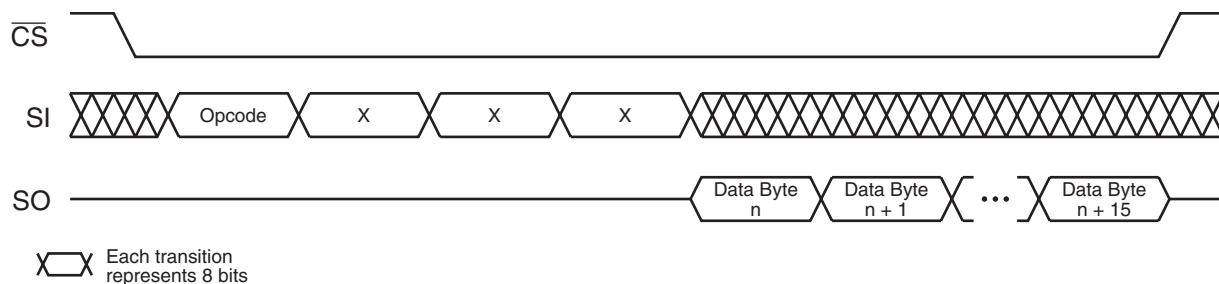 CS
SI
Opcode
X
X
X
SO
Data Byte
n
Data Byte
n + 1
•••
Data Byte
n + 15
Each transition
represents 8 bits